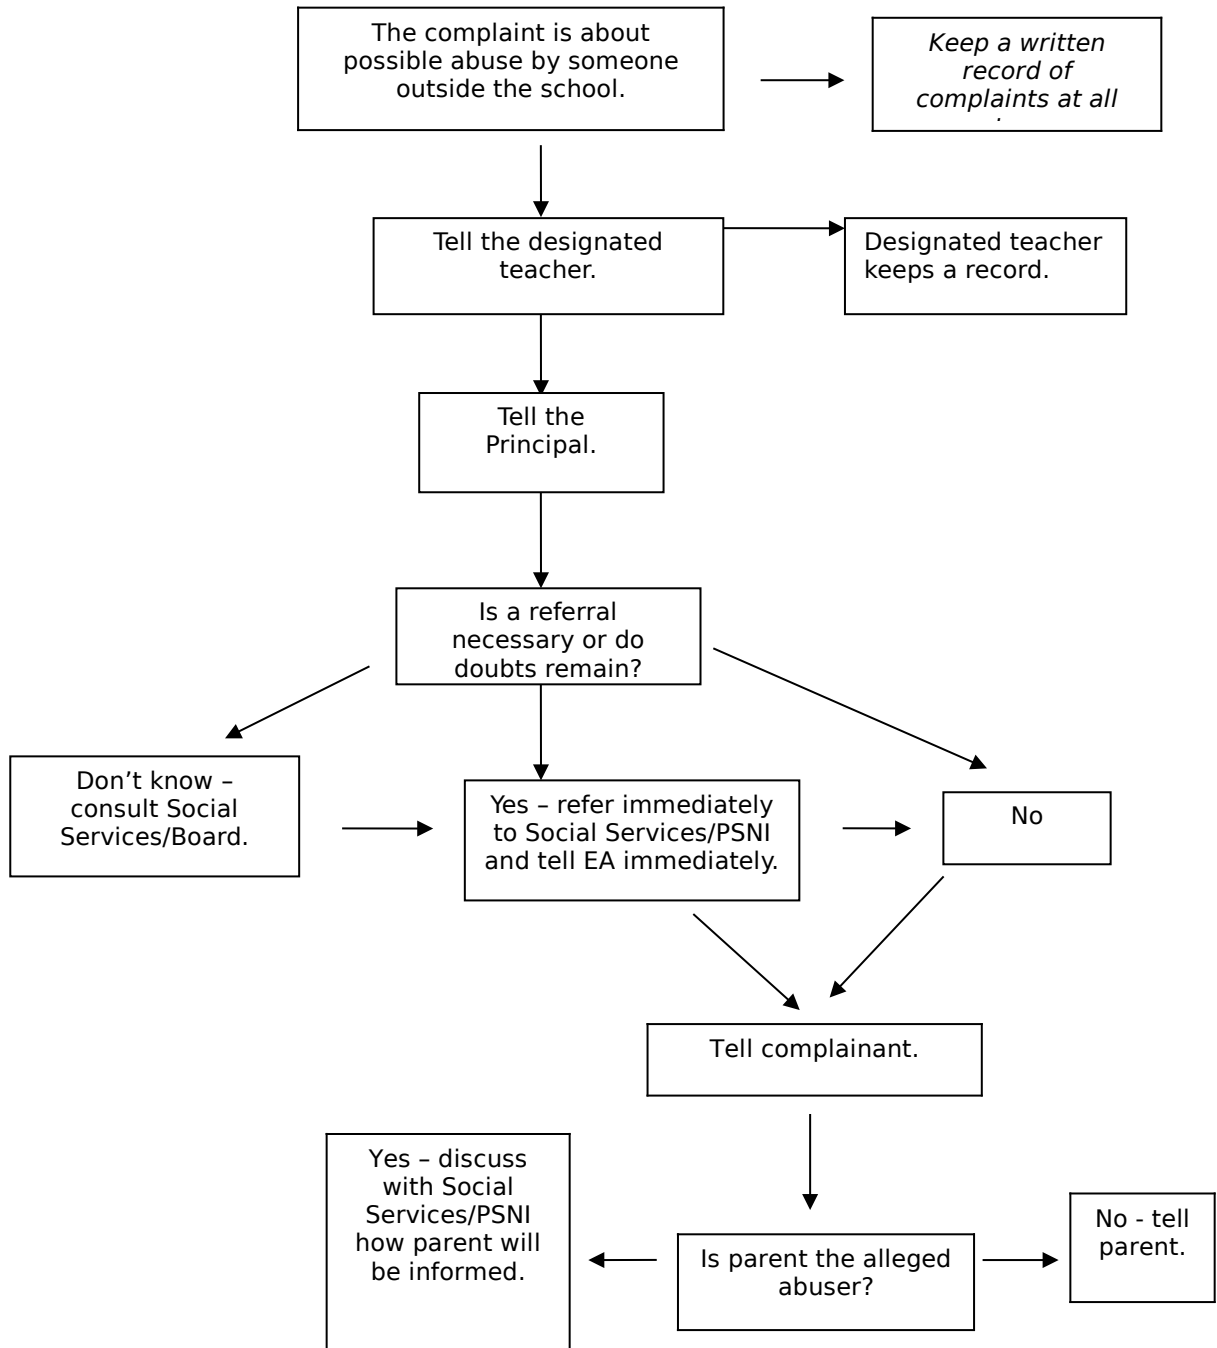 The complaint is about
possible abuse by someone
outside the school.
Keep a written
record of
complaints at all
Tell the designated
teacher.
Designated teacher
keeps a record.
Tell the
Principal.
Is a referral
necessary or do
doubts remain?
Don’t know –
consult Social
Services/Board.
Yes – refer immediately
to Social Services/PSNI
and tell EA immediately.
No
Tell complainant.
Yes – discuss
with Social
Services/PSNI
how parent will
be informed.
Is parent the alleged
abuser?
No - tell
parent.